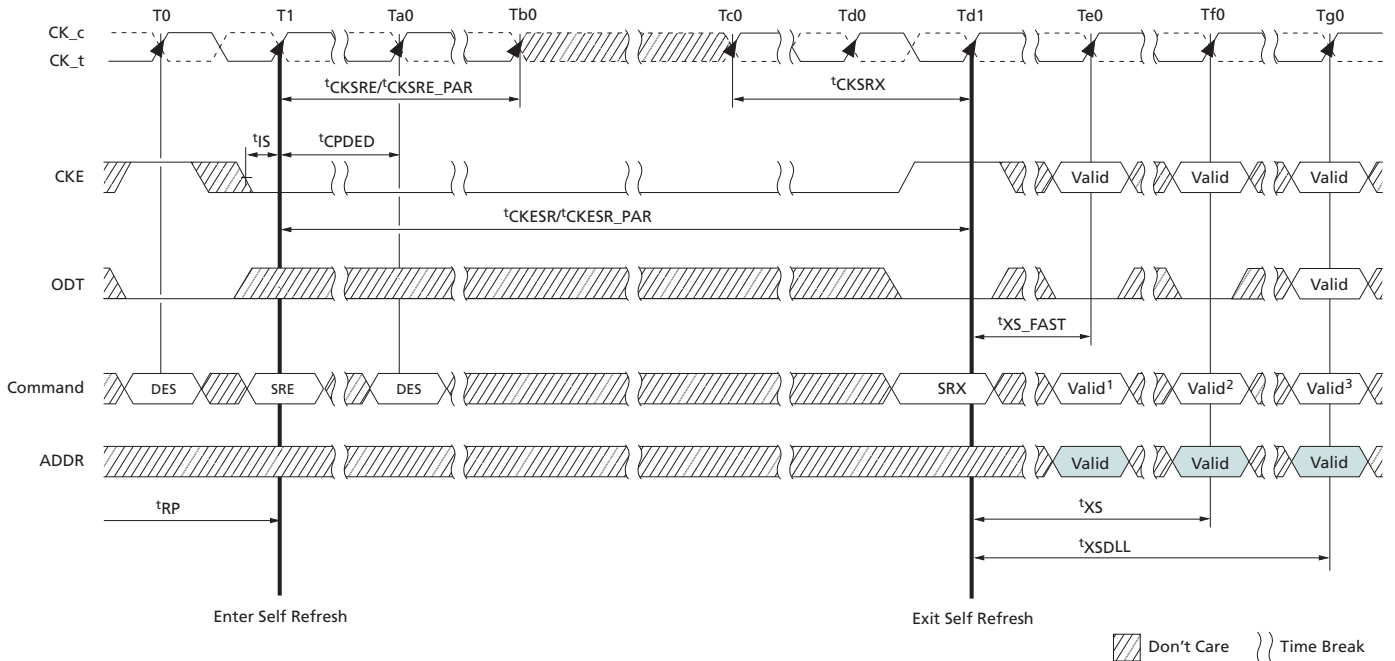 T0 T1 Ta0 Tb0 Tc0 Td0 Td1 Te0 Tf0 Tg0
CK_c
CK_t
tCKSRE/tCKSRE_PAR tCKSRX
tIS tCPDED
CKE Valid Valid Valid
tCKESR/tCKESR_PAR
ODT Valid
tXS_FAST
Command DES SRE DES SRX Valid1 Valid2 Valid3
ADDR Valid Valid Valid
tRP tXS
tXSDLL
Enter Self Refresh Exit Self Refresh
Don't Care Time Break